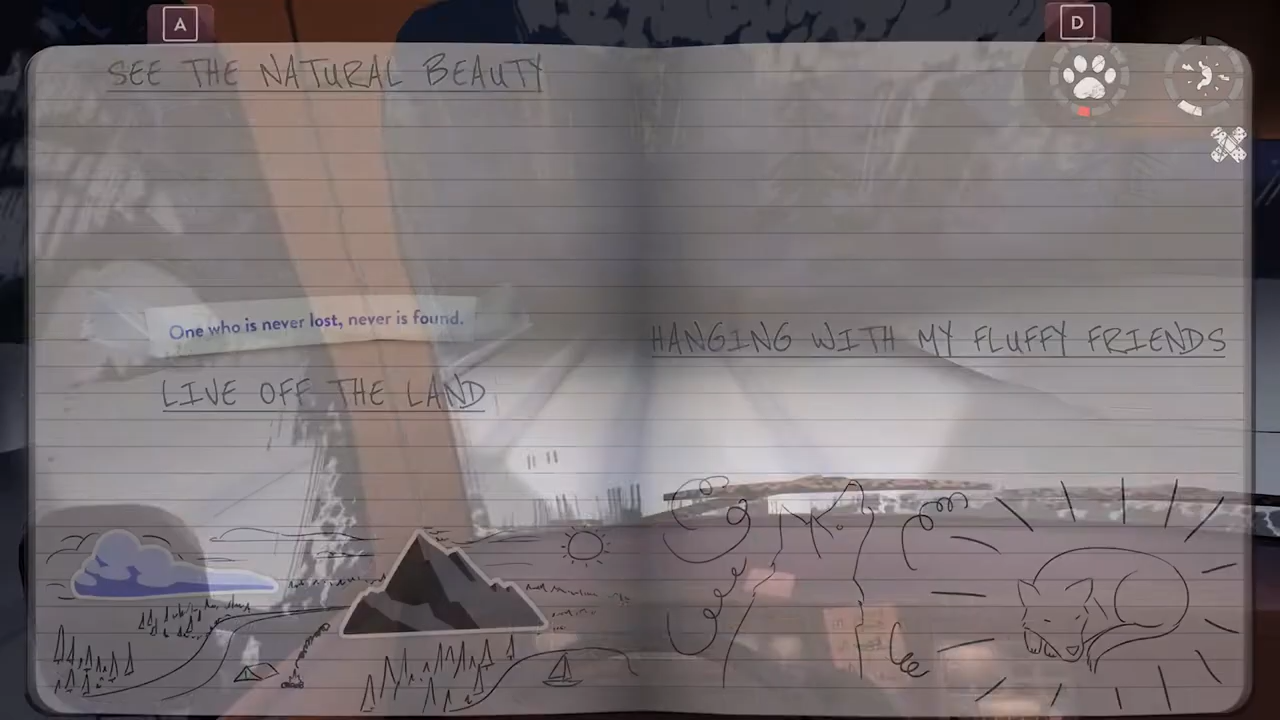 A
D
SEE THE NATURAL BEAUTY
One who is never lost, never is found.
LIVE OFF THE LAND
HANGING WITH MY FLUFFY FRIENDS